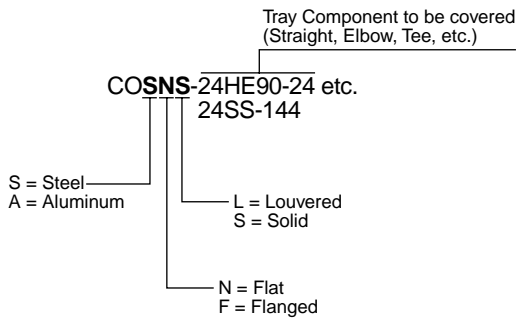 Tray Component to be covered
(Straight, Elbow, Tee, etc.)
COSNS-24HE90-24 etc.
24SS-144
S = Steel
A = Aluminum
L = Louvered
S = Solid
N = Flat
F = Flanged